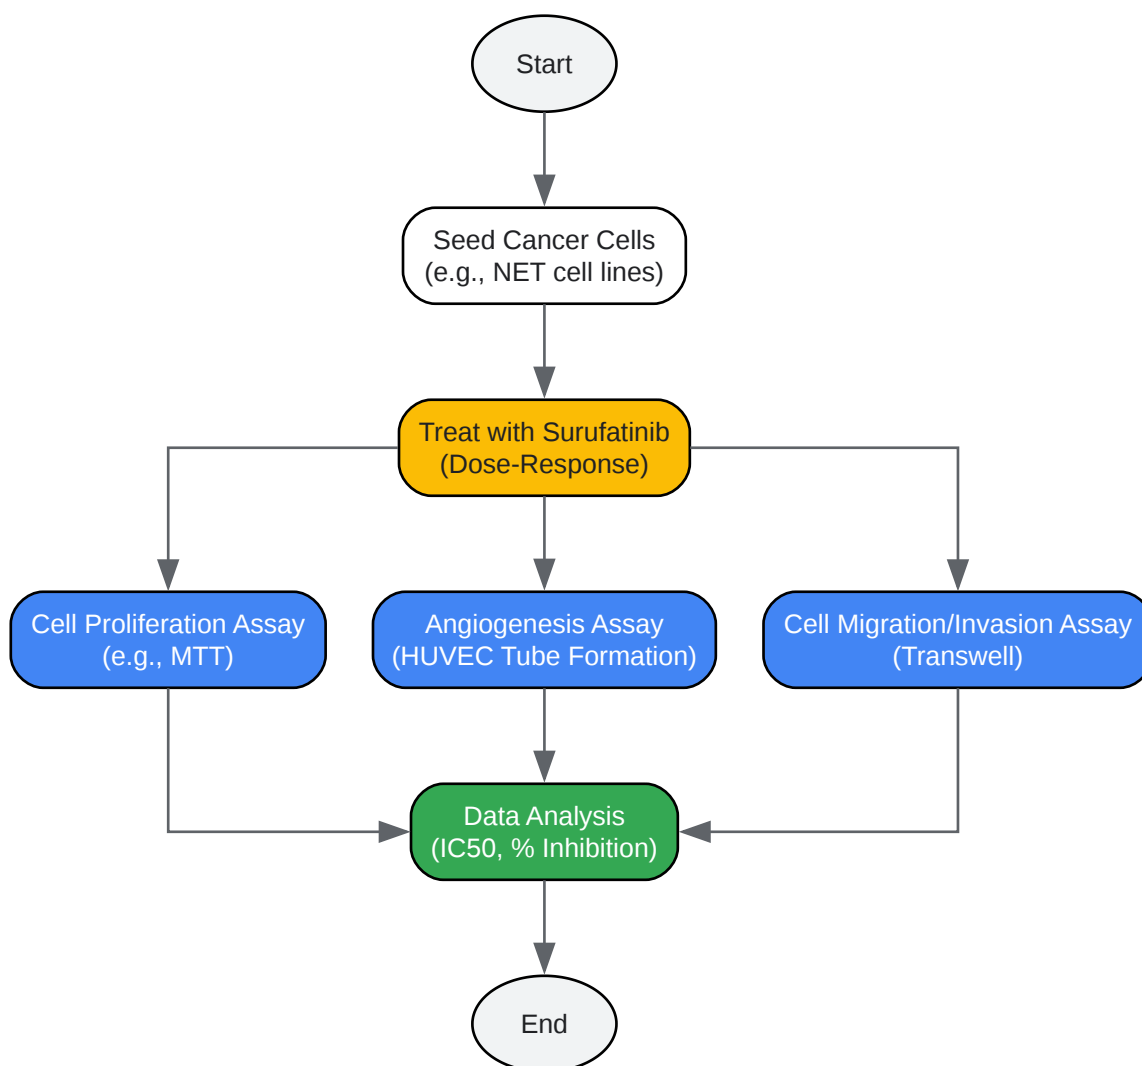 Start
Seed Cancer Cells
(e.g., NET cell lines)
Treat with Surufatinib
(Dose-Response)
Cell Proliferation Assay
(e.g., MTT)
Angiogenesis Assay
(HUVEC Tube Formation)
Cell Migration/Invasion Assay
(Transwell)
Data Analysis
(IC50, % Inhibition)
End